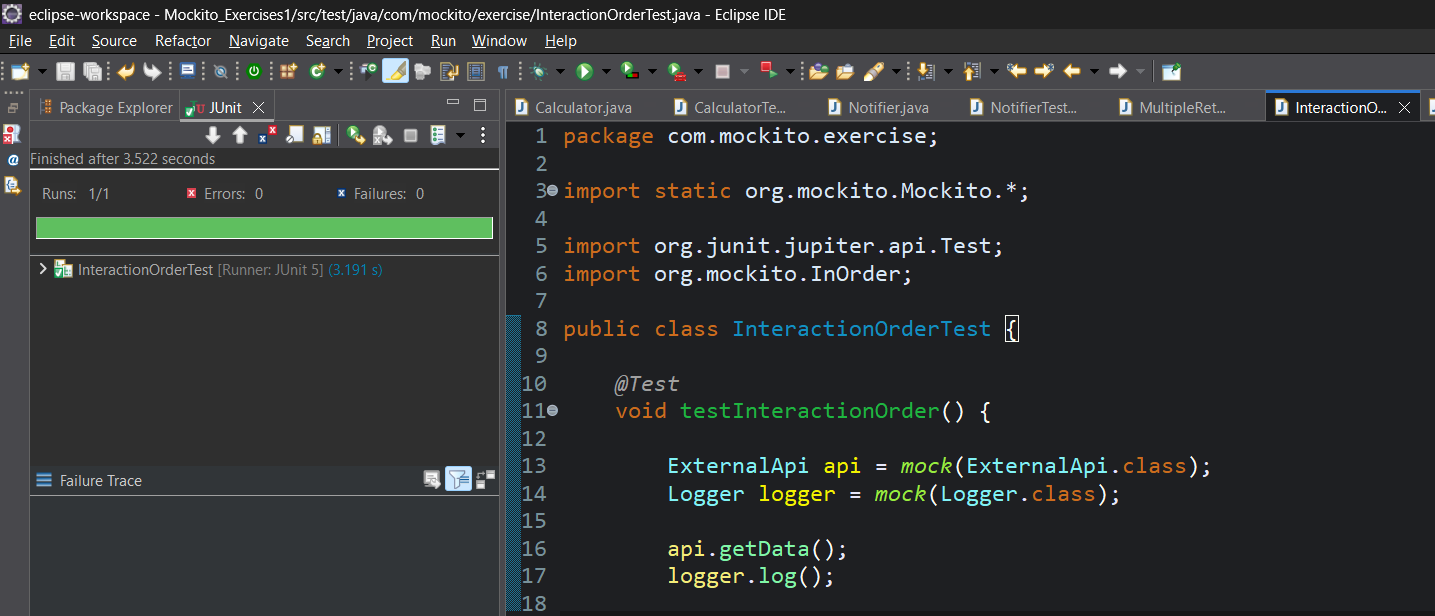 eclipse-workspace - Mockito_Exercises1/src/test/java/com/mockito/exercise/InteractionOrderTest.java - Eclipse IDE
File Edit Source Refactor Navigate Search Project Run Window Help
Package Explorer JUnit
Finished after 3.522 seconds
Runs: 1/1 Errors: 0 Failures: 0
InteractionOrderTest [Runner: JUnit 5] (3.191 s)
Failure Trace
Calculator.java CalculatorTe... Notifier.java NotifierTest... MultipleRet... InteractionO...
1 package com.mockito.exercise;
2
3 import static org.mockito.Mockito.*;
4
5 import org.junit.jupiter.api.Test;
6 import org.mockito.InOrder;
7
8 public class InteractionOrderTest {
9
10 @Test
11 void testInteractionOrder() {
12
13 ExternalApi api = mock(ExternalApi.class);
14 Logger logger = mock(Logger.class);
15
16 api.getData();
17 logger.log();
18